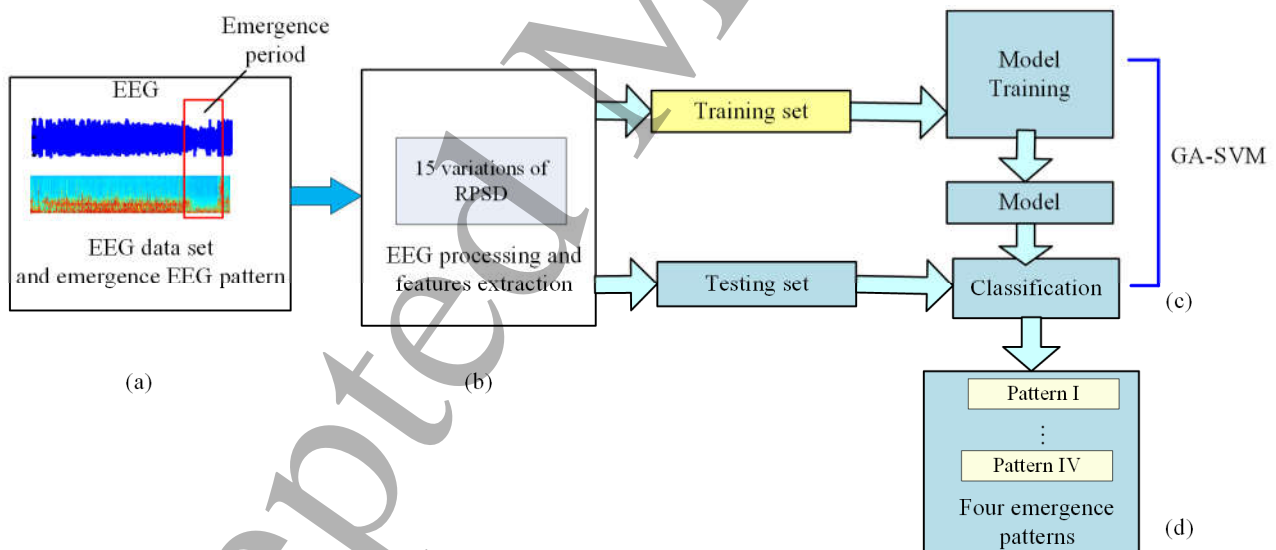 Emergence
period
EEG
EEG data set
and emergence EEG pattern
(a)
15 variations of
RPSD
EEG processing and
features extraction
(b)
Training set
Testing set
Model
Training
Model
Classification
GA-SVM
(c)
Pattern I
⋮
Pattern IV
Four emergence
patterns
(d)
epted M